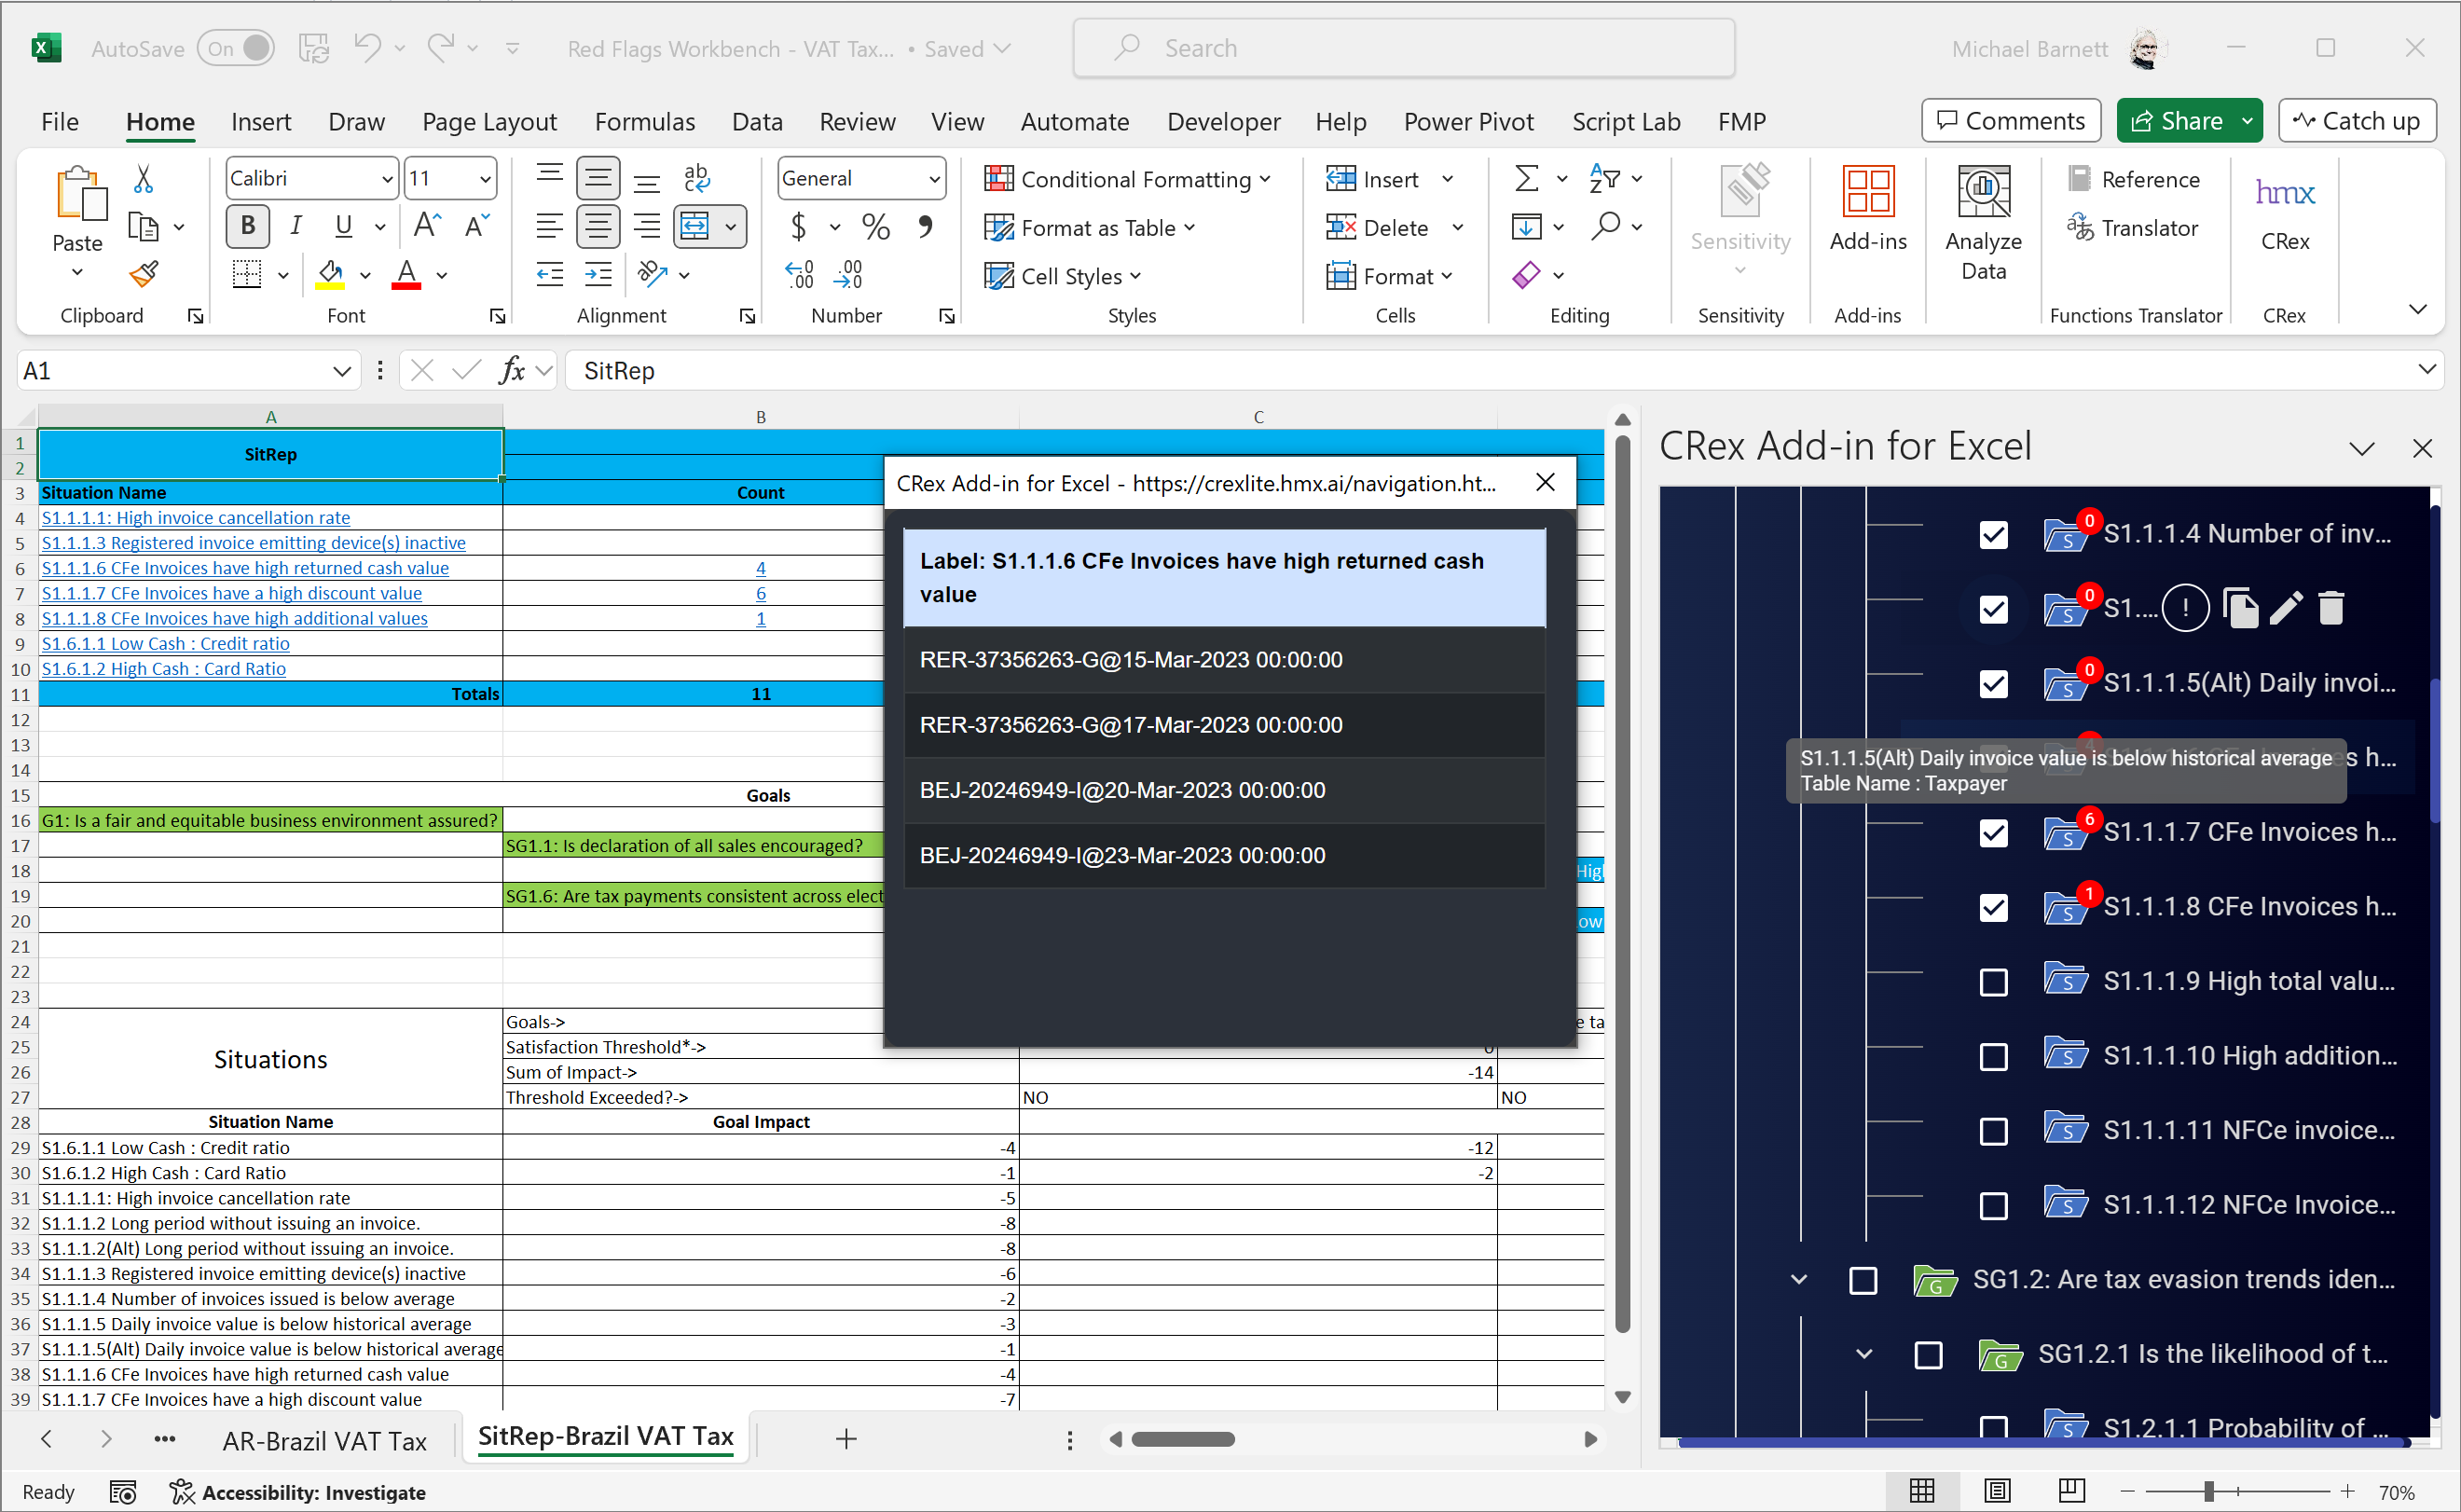 AutoSave On Red Flags Workbench - VAT Tax... • Saved Search Michael Barnett
File Home Insert Draw Page Layout Formulas Data Review View Automate Developer Help Power Pivot Script Lab FMP Comments Share Catch up
Paste
Clipboard
Calibri 11
B I U A A
A
Font
ab
c
Alignment
General
$ % ,
.0 .00
.00 .0
Number
Conditional Formatting
Format as Table
Cell Styles
Styles
Insert
Delete
Format
Cells
A
Z
Editing
Sensitivity
Sensitivity
Add-ins
Add-ins
Analyze
Data
Reference
Translator
Functions Translator
hmx
CRex
CRex
A1 fx SitRep
A B C
1 SitRep
2
3 Situation Name Count
4 S1.1.1.1: High invoice cancellation rate
5 S1.1.1.3 Registered invoice emitting device(s) inactive
6 S1.1.1.6 CFe Invoices have high returned cash value 4
7 S1.1.1.7 CFe Invoices have a high discount value 6
8 S1.1.1.8 CFe Invoices have high additional values 1
9 S1.6.1.1 Low Cash : Credit ratio
10 S1.6.1.2 High Cash : Card Ratio
11 Totals 11
12
13
14
15 Goals
16 G1: Is a fair and equitable business environment assured?
17 SG1.1: Is declaration of all sales encouraged?
18 High
19 SG1.6: Are tax payments consistent across elect
20 ow
21
22
23
24 Goals-> e ta
25 Situations Satisfaction Threshold*-> 0
26 Sum of Impact-> -14
27 Threshold Exceeded?-> NO NO
28 Situation Name Goal Impact
29 S1.6.1.1 Low Cash : Credit ratio -4 -12
30 S1.6.1.2 High Cash : Card Ratio -1 -2
31 S1.1.1.1: High invoice cancellation rate -5
32 S1.1.1.2 Long period without issuing an invoice. -8
33 S1.1.1.2(Alt) Long period without issuing an invoice. -8
34 S1.1.1.3 Registered invoice emitting device(s) inactive -6
35 S1.1.1.4 Number of invoices issued is below average -2
36 S1.1.1.5 Daily invoice value is below historical average -3
37 S1.1.1.5(Alt) Daily invoice value is below historical average -1
38 S1.1.1.6 CFe Invoices have high returned cash value -4
39 S1.1.1.7 CFe Invoices have a high discount value -7
CRex Add-in for Excel - https://crexlite.hmx.ai/navigation.ht...
Label: S1.1.1.6 CFe Invoices have high returned cash
value
RER-37356263-G@15-Mar-2023 00:00:00
RER-37356263-G@17-Mar-2023 00:00:00
BEJ-20246949-I@20-Mar-2023 00:00:00
BEJ-20246949-I@23-Mar-2023 00:00:00
CRex Add-in for Excel
S 0 S1.1.1.4 Number of inv...
S 0 S1.... !
S 0 S1.1.1.5(Alt) Daily invoi...
s h...
S1.1.1.5(Alt) Daily invoice value is below historical average
Table Name : Taxpayer
S 6 S1.1.1.7 CFe Invoices h...
S 1 S1.1.1.8 CFe Invoices h...
S S1.1.1.9 High total valu...
S S1.1.1.10 High addition...
S S1.1.1.11 NFCe invoice...
S S1.1.1.12 NFCe Invoice...
G SG1.2: Are tax evasion trends iden...
G SG1.2.1 Is the likelihood of t...
S S1.2.1.1 Probability of ...
AR-Brazil VAT Tax SitRep-Brazil VAT Tax
Ready Accessibility: Investigate 70%